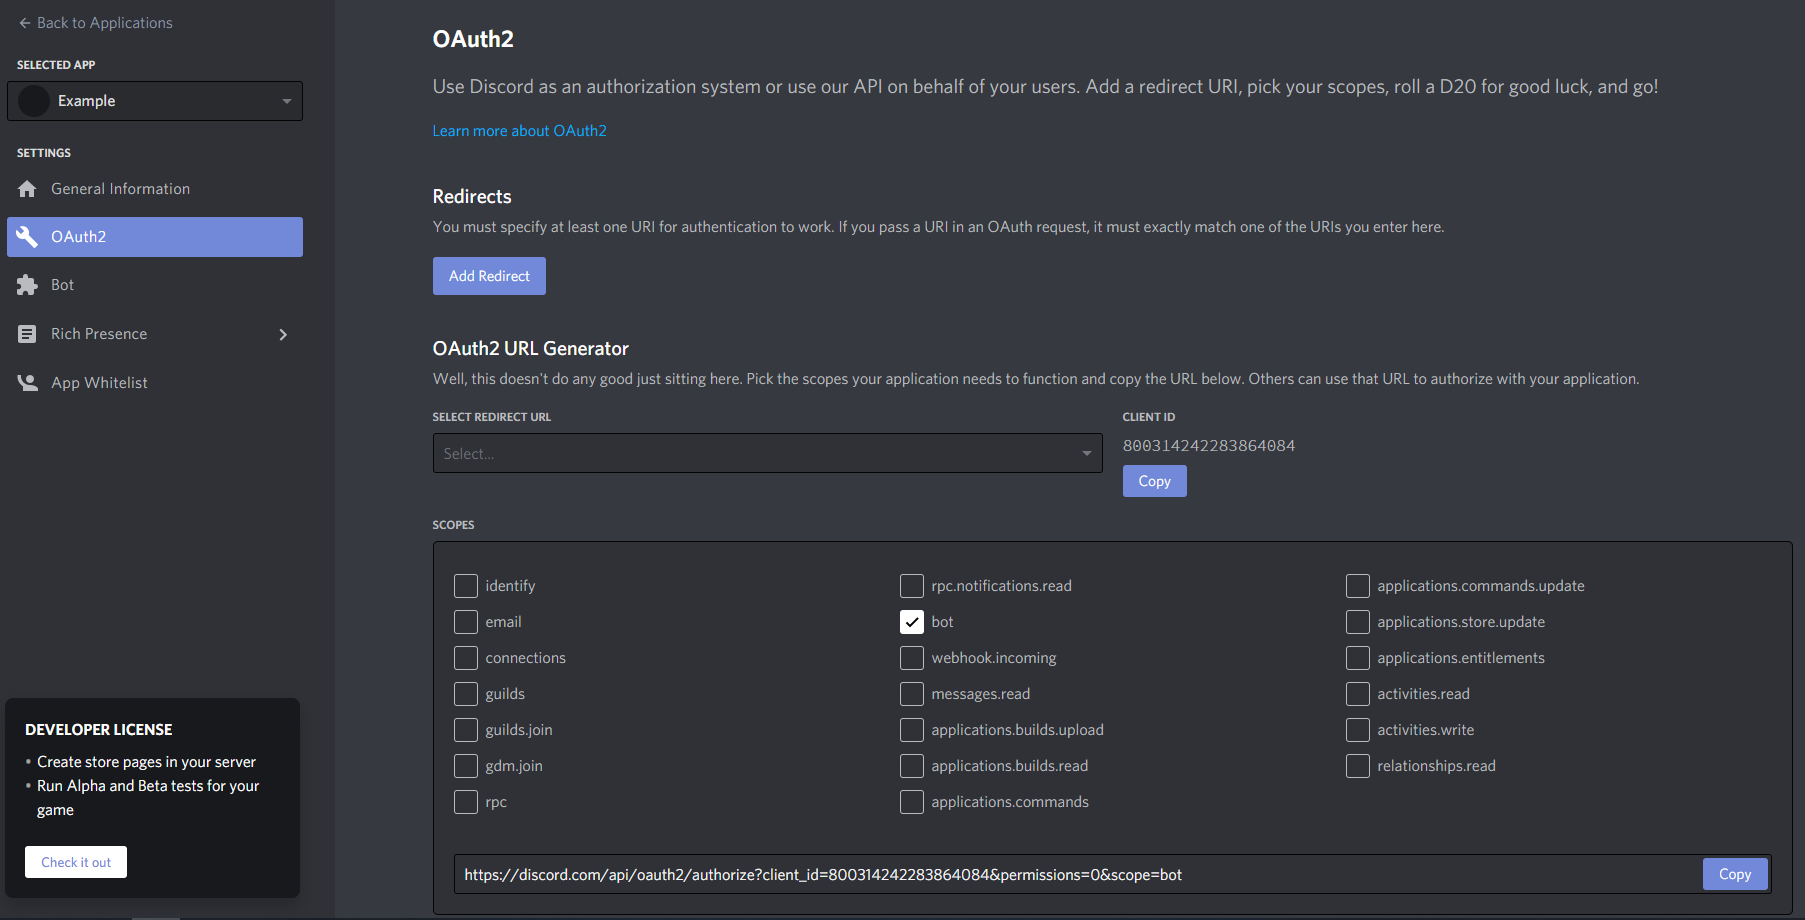 Back to Applications
SELECTED APP
Example
SETTINGS
General Information
OAuth2
Bot
Rich Presence
App Whitelist
DEVELOPER LICENSE
• Create store pages in your server
• Run Alpha and Beta tests for your
game
Check it out
OAuth2
Use Discord as an authorization system or use our API on behalf of your users. Add a redirect URI, pick your scopes, roll a D20 for good luck, and go!
Learn more about OAuth2
Redirects
You must specify at least one URI for authentication to work. If you pass a URI in an OAuth request, it must exactly match one of the URIs you enter here.
Add Redirect
OAuth2 URL Generator
Well, this doesn't do any good just sitting here. Pick the scopes your application needs to function and copy the URL below. Others can use that URL to authorize with your application.
SELECT REDIRECT URL
Select...
CLIENT ID
800314242283864084
Copy
SCOPES
identify
email
connections
guilds
guilds.join
gdm.join
rpc
rpc.notifications.read
bot
webhook.incoming
messages.read
applications.builds.upload
applications.builds.read
applications.commands
applications.commands.update
applications.store.update
applications.entitlements
activities.read
activities.write
relationships.read
https://discord.com/api/oauth2/authorize?client_id=800314242283864084&permissions=0&scope=bot
Copy